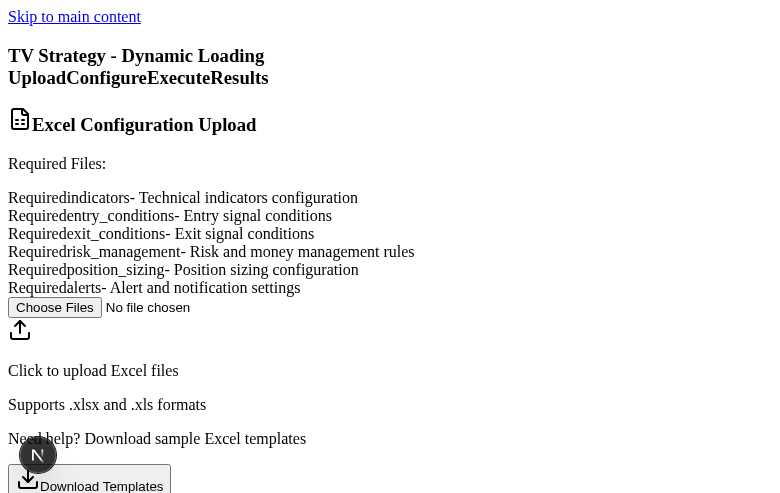 Skip to main content
TV Strategy - Dynamic Loading
UploadConfigureExecuteResults
Excel Configuration Upload
Required Files:
Requiredindicators- Technical indicators configuration
Requiredentry_conditions- Entry signal conditions
Requiredexit_conditions- Exit signal conditions
Requiredrisk_management- Risk and money management rules
Requiredposition_sizing- Position sizing configuration
Requiredalerts- Alert and notification settings
Choose Files No file chosen
Click to upload Excel files
Supports .xlsx and .xls formats
Need help? Download sample Excel templates
N
Download Templates